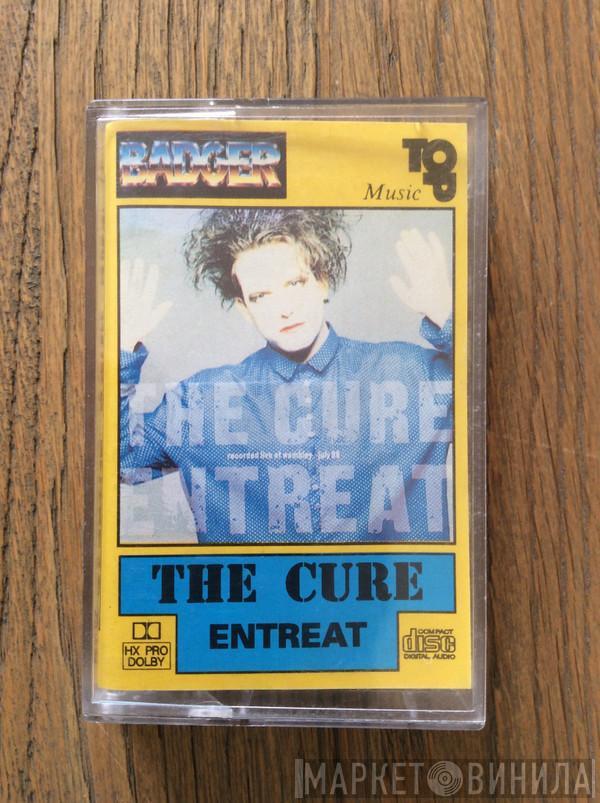 BADGER
TOP
Music
THE CURE
recorded live at wembley - july 89
ENTREAT
THE CURE
ENTREAT
HX PRO
DOLBY
COMPACT
disc
DIGITAL AUDIO
МАРКЕТ ВИНИЛА